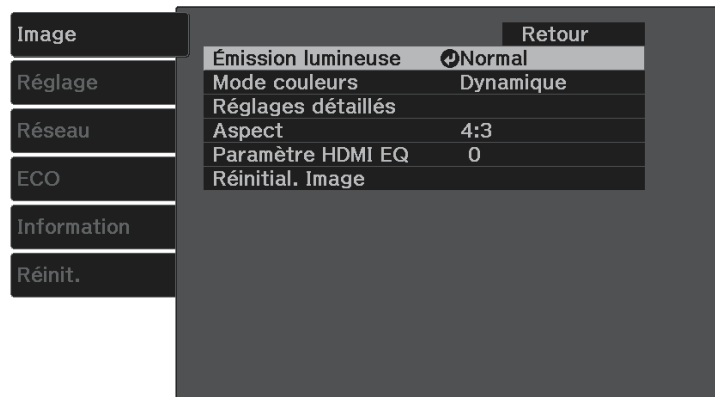 Image
Réglage
Réseau
ECO
Information
Réinit.
Retour
Émission lumineuse Normal
Mode couleurs Dynamique
Réglages détaillés
Aspect 4:3
Paramètre HDMI EQ 0
Réinitial. Image